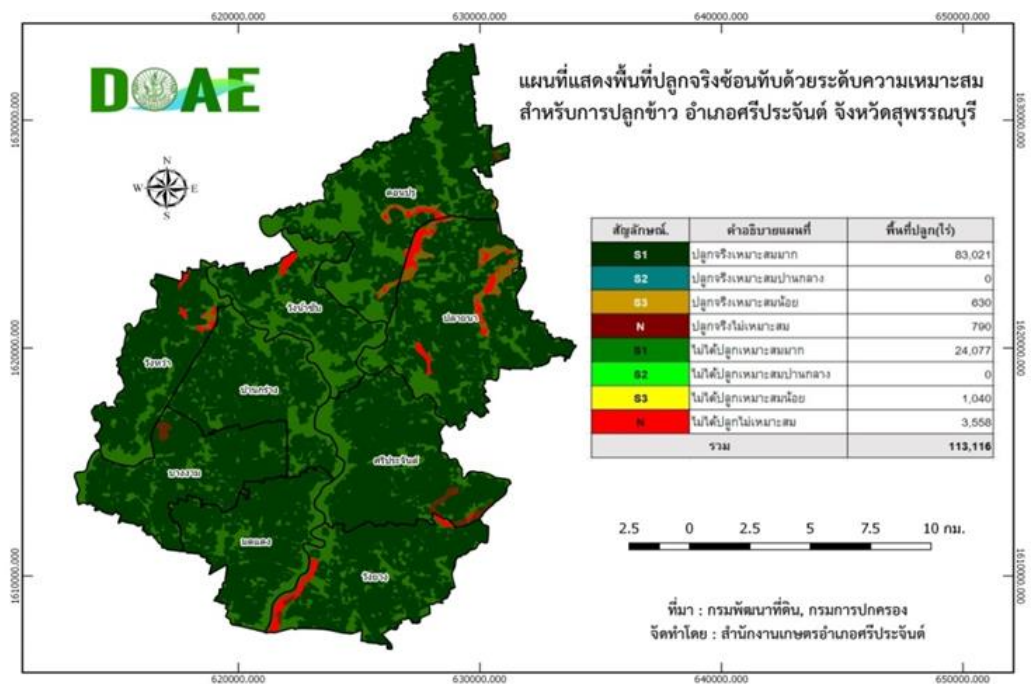 620000.000 630000.000 640000.000 650000.000
DOAE
แผนที่แสดงพื้นที่ปลูกจริงซ้อนทับด้วยระดับความเหมาะสม
สำหรับการปลูกข้าว อำเภอศรีประจันต์ จังหวัดสุพรรณบุรี
1630000.000
1630000.000
N
W E
S
ดอนปรู
สัญลักษณ์. คำอธิบายแผนที่ พื้นที่ปลูก(ไร่)
S1 ปลูกจริงเหมาะสมมาก 83,021
S2 ปลูกจริงเหมาะสมปานกลาง 0
S3 ปลูกจริงเหมาะสมน้อย 630
N ปลูกจริงไม่เหมาะสม 790
S1 ไม่ได้ปลูกเหมาะสมมาก 24,077
S2 ไม่ได้ปลูกเหมาะสมปานกลาง 0
S3 ไม่ได้ปลูกเหมาะสมน้อย 1,040
N ไม่ได้ปลูกไม่เหมาะสม 3,558
รวม 113,116
วังน้ำซับ
ปลายนา
1620000.000
1620000.000
วังหว้า
บ้านกร่าง
ศรีประจันต์
บางงาม
มดแดง
วังยาง
2.5 0 2.5 5 7.5 10 กม.
1610000.000
1610000.000
ที่มา : กรมพัฒนาที่ดิน, กรมการปกครอง
จัดทำโดย : สำนักงานเกษตรอำเภอศรีประจันต์
620000.000 630000.000 640000.000 650000.000